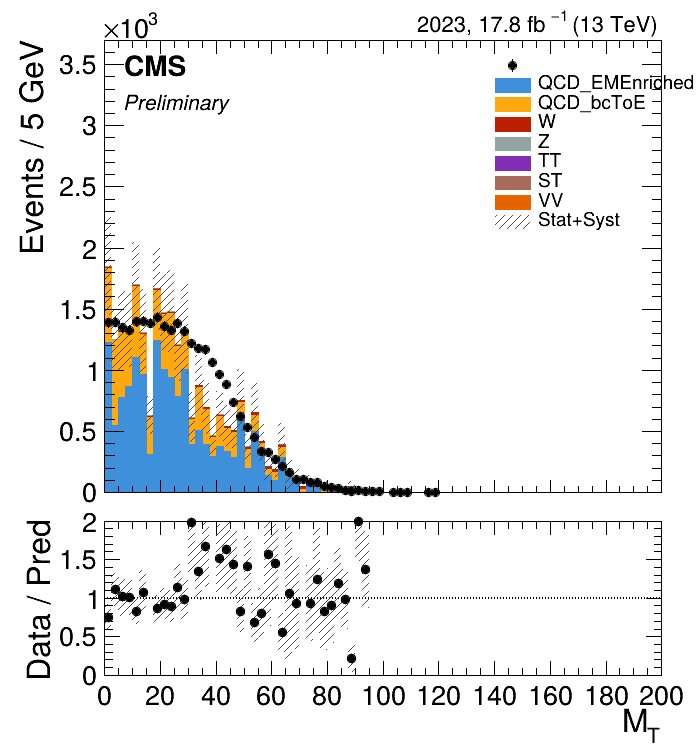 ×10³ 2023, 17.8 fb⁻¹ (13 TeV)
CMS
Preliminary
Events / 5 GeV
3.5
3
2.5
2
1.5
1
0.5
0
QCD_EMEnriched
QCD_bcToE
W
Z
TT
ST
VV
Stat+Syst
Data / Pred
2
1.5
1
0.5
0
0 20 40 60 80 100 120 140 160 180 200
M_T